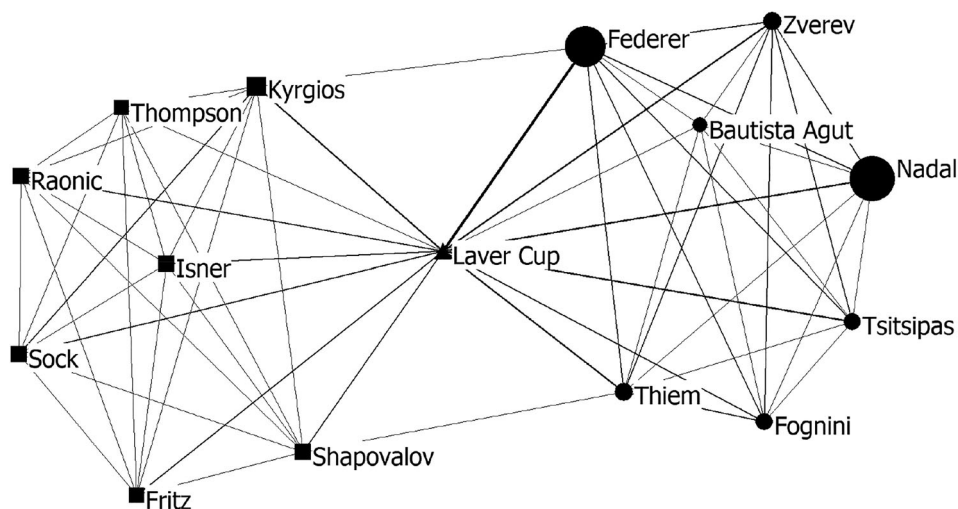 Zverev
Federer
Kyrgios
Thompson
Bautista Agut
Nadal
Raonic
Laver Cup
Isner
Tsitsipas
Sock
Thiem
Fognini
Shapovalov
Fritz